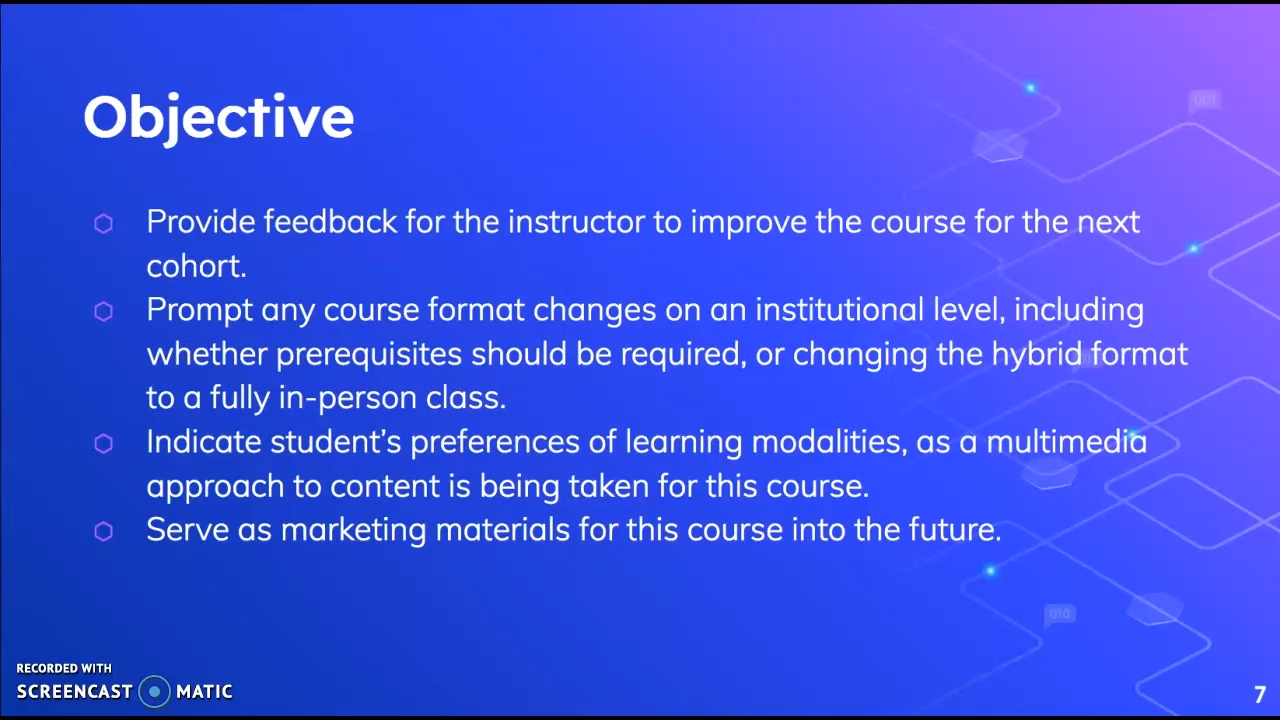 Objective
Provide feedback for the instructor to improve the course for the next
cohort.
Prompt any course format changes on an institutional level, including
whether prerequisites should be required, or changing the hybrid format
to a fully in-person class.
Indicate student's preferences of learning modalities, as a multimedia
approach to content is being taken for this course.
Serve as marketing materials for this course into the future.
001
010
RECORDED WITH
SCREENCAST MATIC
7